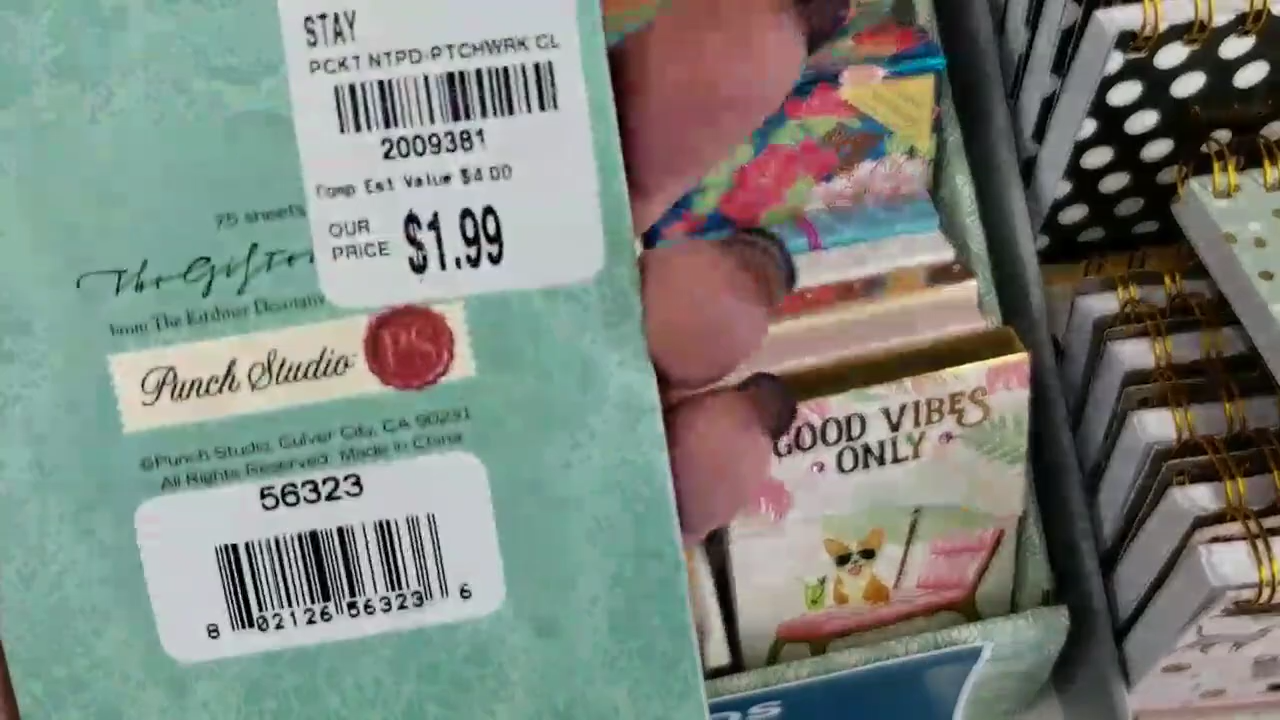 STAY
PCKT NTPD-PTCHWRK CL
2009381
Comp Est Value $4.00
OUR
PRICE $1.99
75 sheets
from The
Punch Studio PS
©Punch Studio, Culver City, CA 90231
All Rights Reserved. Made in China
56323
8 02126 56323 6
GOOD VIBES
ONLY